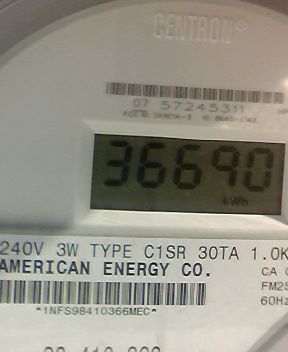 CENTRON®
07 57245311
36690
kWh
240V 3W TYPE C1SR 30TA 1.0K
AMERICAN ENERGY CO.
CA
FM2S
60Hz
*1NFS98410366MEC*